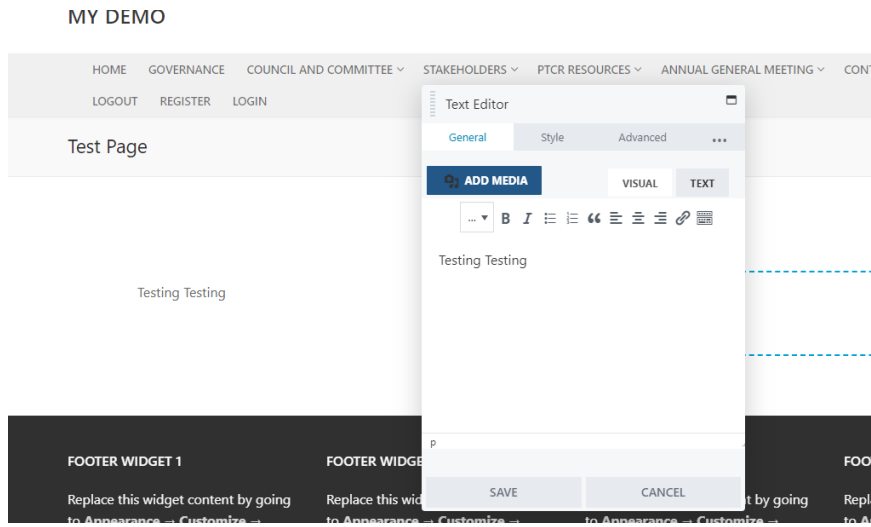 MY DEMO
HOME GOVERNANCE COUNCIL AND COMMITTEE STAKEHOLDERS PTCR RESOURCES ANNUAL GENERAL MEETING CONT
LOGOUT REGISTER LOGIN
Test Page
Text Editor
General Style Advanced ...
ADD MEDIA VISUAL TEXT
... B I
Testing Testing
Testing Testing
p
SAVE CANCEL
FOOTER WIDGET 1 FOOTER WIDGE FOO
Replace this widget content by going Replace this wid t by going Repl
to Appearance → Customize → to Appearance → Customize → to Appearance → Customize → to A